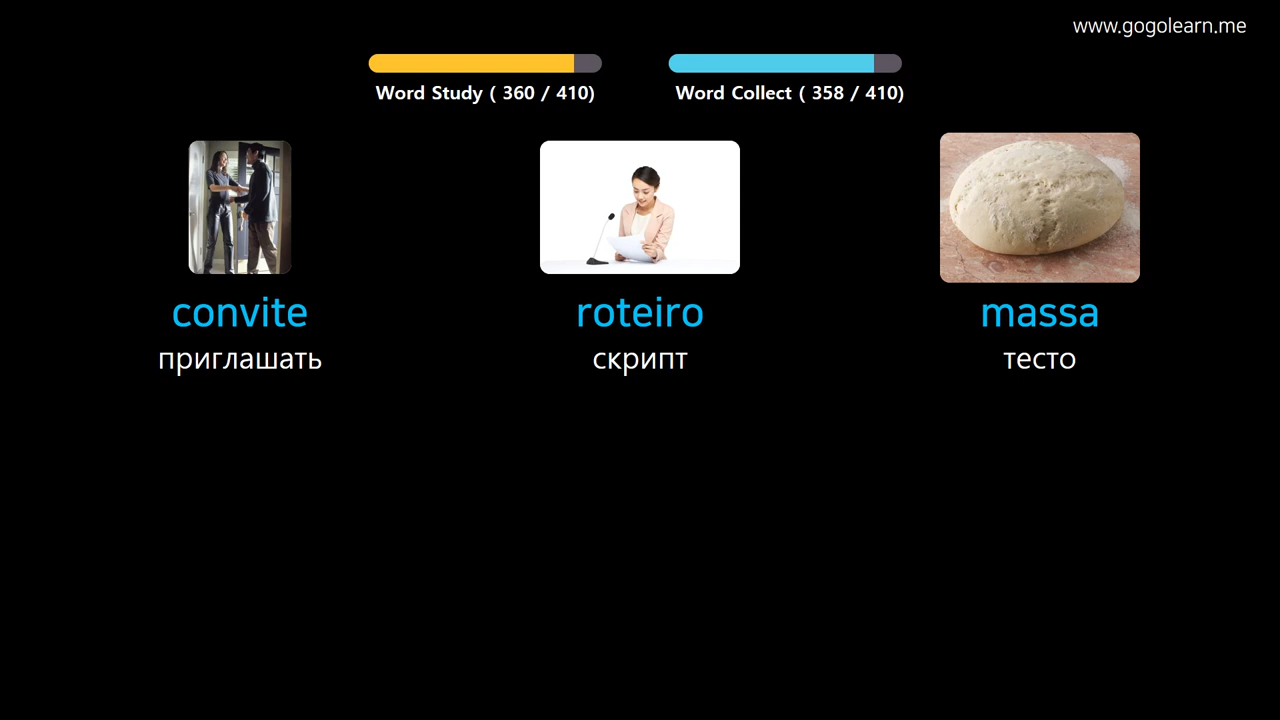 www.gogolearn.me
Word Study ( 360 / 410)
Word Collect ( 358 / 410)
convite
roteiro
massa
приглашать
скрипт
тесто